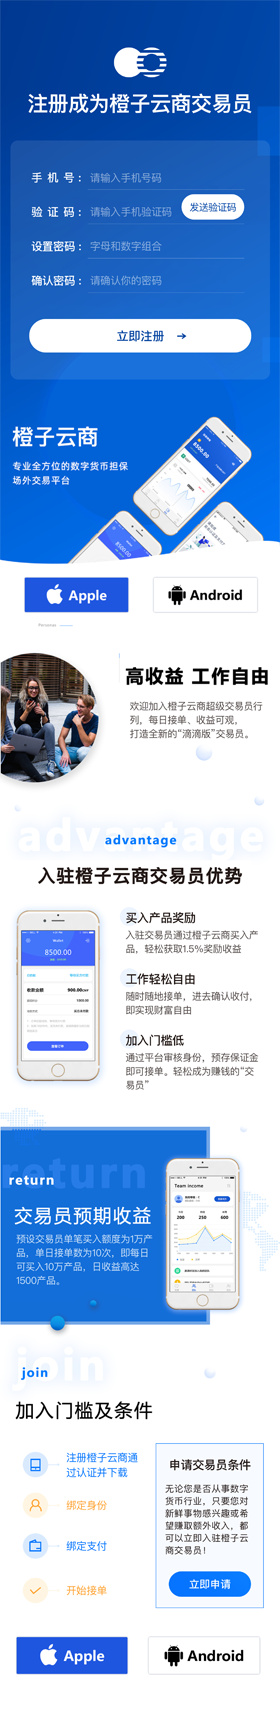 注册成为橙子云商交易员
手 机 号： 请输入手机号码
验 证 码： 请输入手机验证码 发送验证码
设置密码： 字母和数字组合
确认密码： 请确认你的密码
立即注册 →
橙子云商
专业全方位的数字货币担保
场外交易平台
8500.00
8500.00
Apple Android
高收益 工作自由
欢迎加入橙子云商超级交易员行
列，每日接单、收益可观，
打造全新的“滴滴版”交易员。
advantage
advantage
入驻橙子云商交易员优势
8500.00
收款金额 900.00
买入产品奖励
入驻交易员通过橙子云商买入产
品，轻松获取1.5%奖励收益
工作轻松自由
随时随地接单，进去确认收付，
即实现财富自由
加入门槛低
通过平台审核身份，预存保证金
即可接单。轻松成为赚钱的“交
易员”
return
return
交易员预期收益
预设交易员单笔买入额度为1万产
品，单日接单数为10次，即每日
可买入10万产品，日收益高达
1500产品。
Team income
200 250 600
join
join
加入门槛及条件
注册橙子云商通
过认证并下载
绑定身份
绑定支付
开始接单
申请交易员条件
无论您是否从事数字
货币行业，只要您对
新鲜事物感兴趣或希
望赚取额外收入，都
可以立即入驻橙子云
商交易员！
立即申请
Apple Android